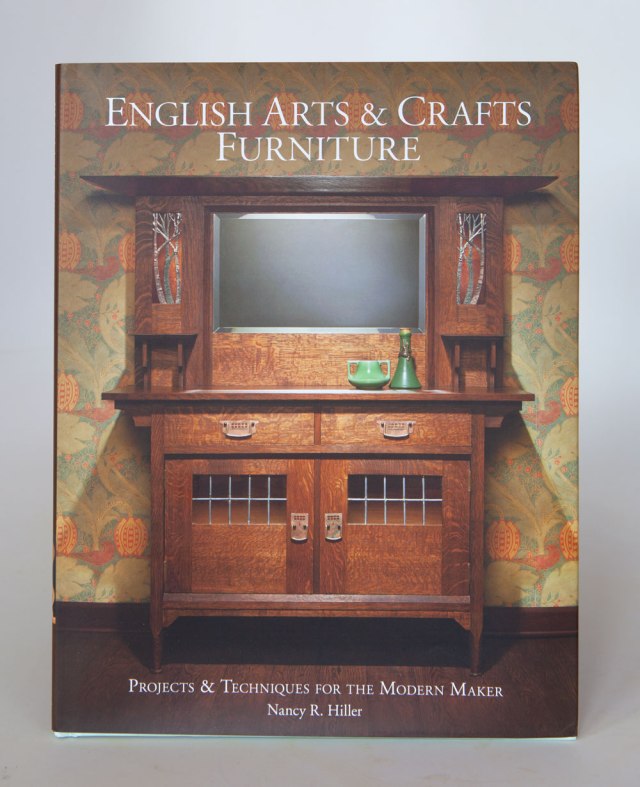 English Arts & Crafts
Furniture
Projects & Techniques for the Modern Maker
Nancy R. Hiller